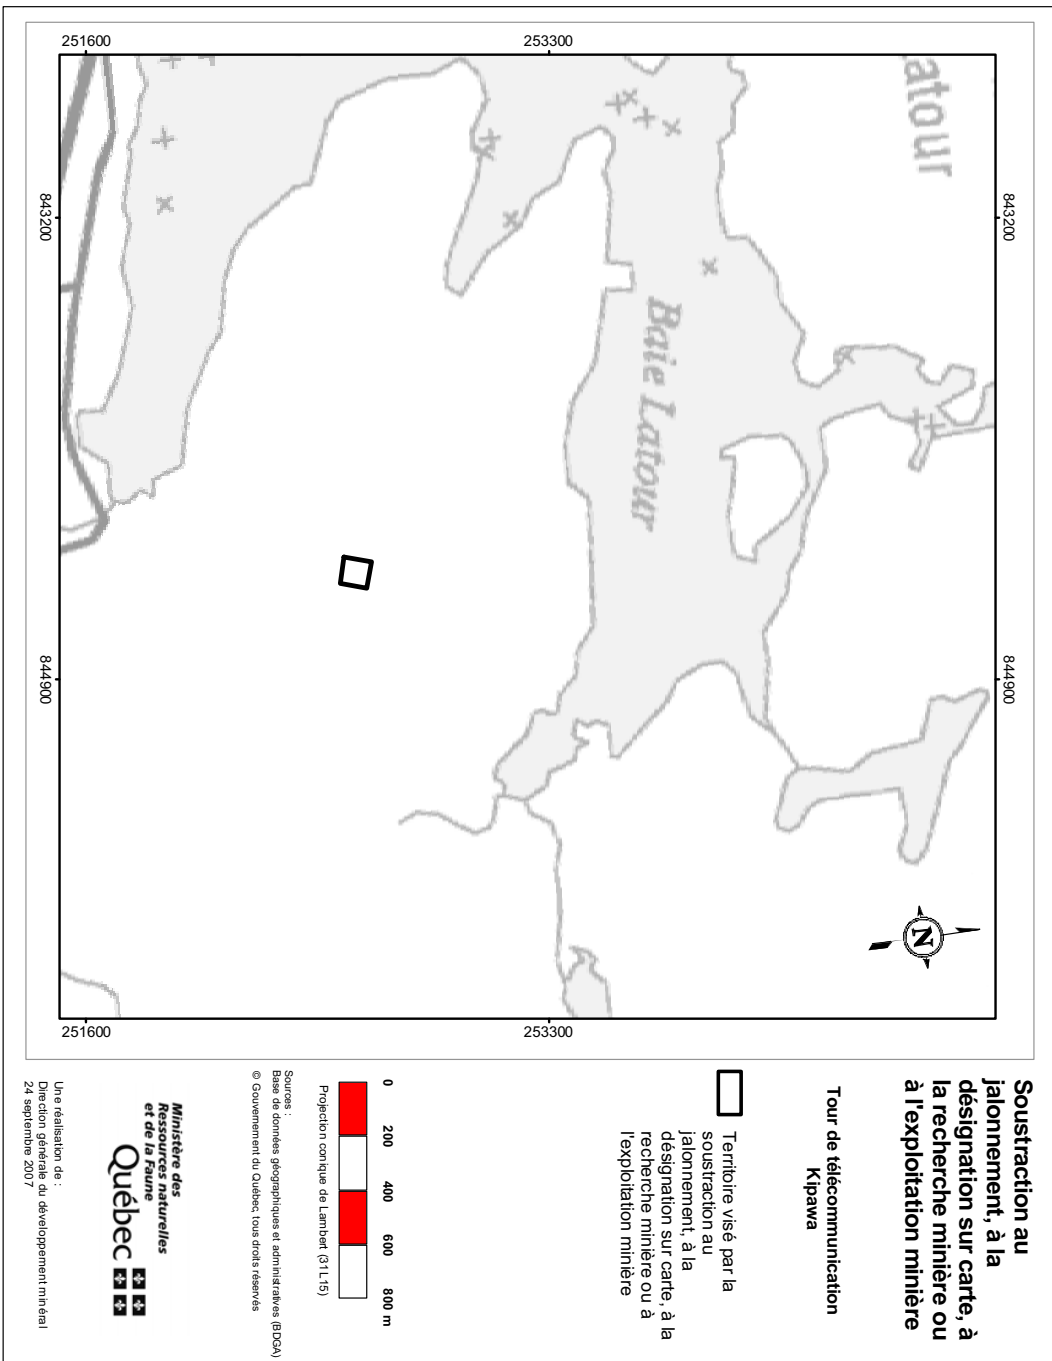 Soustraction au
jalonnement, à la
désignation sur carte, à
la recherche minière ou
à l'exploitation minière
Tour de télécommunication
Kipawa
Territoire visé par la
soustraction au
jalonnement, à la
désignation sur carte, à la
recherche minière ou à
l'exploitation minière
0 200 400 600 800 m
Projection conique de Lambert (31L15)
Sources :
Base de données géographiques et administratives (BDGA)
© Gouvernement du Québec, tous droits réservés
Ministère des
Ressources naturelles
et de la Faune
Québec
Une réalisation de :
Direction générale du développement minéral
24 septembre 2007
843200
844900
253300
253300
251600
251600
843200
844900
atour
Baie Latour
N